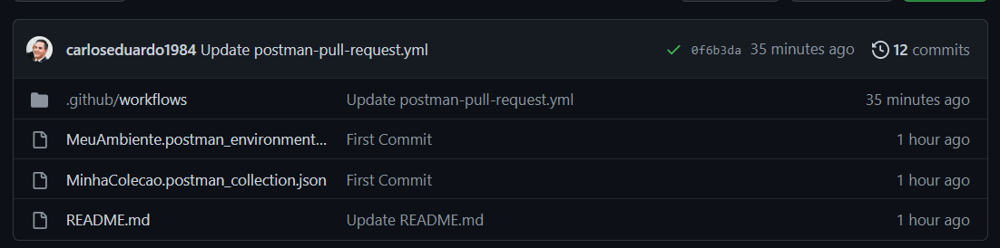 carloseduardo1984 Update postman-pull-request.yml 0f6b3da 35 minutes ago 12 commits
.github/workflows Update postman-pull-request.yml 35 minutes ago
MeuAmbiente.postman_environment... First Commit 1 hour ago
MinhaColecao.postman_collection.json First Commit 1 hour ago
README.md Update README.md 1 hour ago